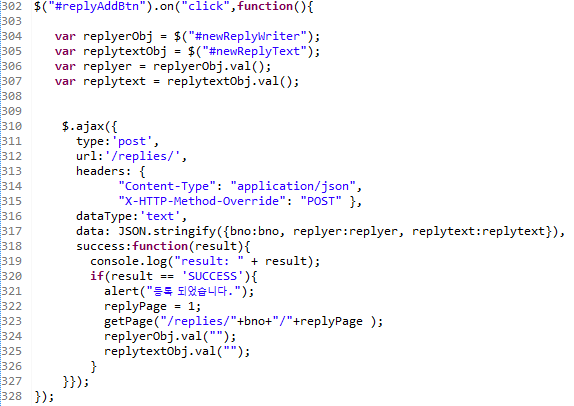 302 $("#replyAddBtn").on("click",function(){
303
304    var replyerObj = $("#newReplyWriter");
305    var replytextObj = $("#newReplyText");
306    var replyer = replyerObj.val();
307    var replytext = replytextObj.val();
308
309
310     $.ajax({
311       type:'post',
312       url:'/replies/',
313       headers: {
314             "Content-Type": "application/json",
315             "X-HTTP-Method-Override": "POST" },
316       dataType:'text',
317       data: JSON.stringify({bno:bno, replyer:replyer, replytext:replytext}),
318       success:function(result){
319         console.log("result: " + result);
320         if(result == 'SUCCESS'){
321           alert("등록 되었습니다.");
322           replyPage = 1;
323           getPage("/replies/"+bno+"/"+replyPage );
324           replyerObj.val("");
325           replytextObj.val("");
326         }
327     }});
328 });